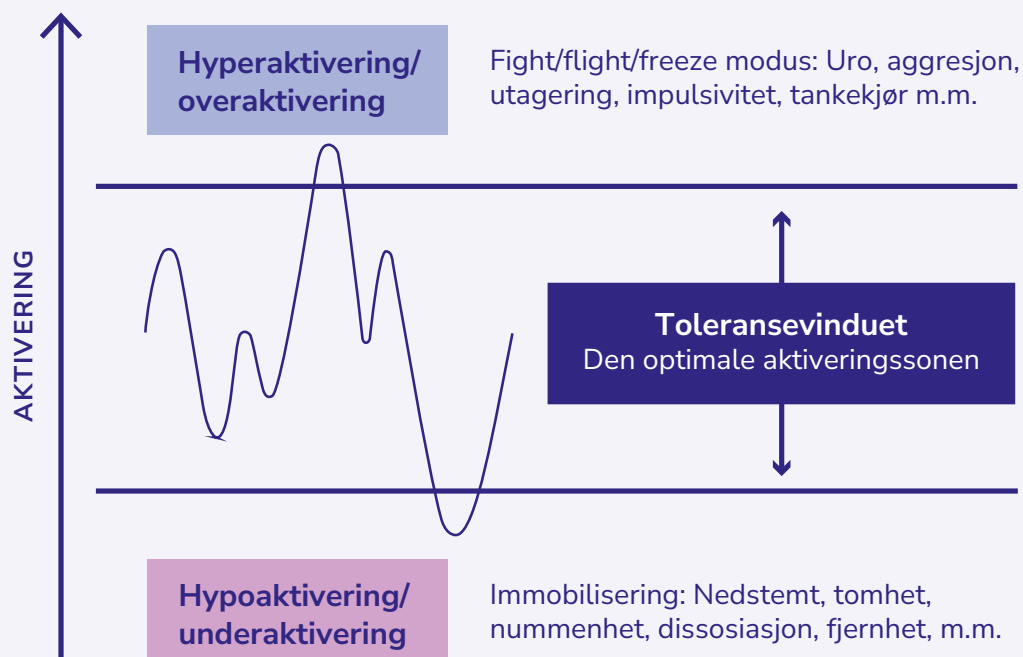 Hyperaktivering/
overaktivering
Fight/flight/freeze modus: Uro, aggresjon,
utagering, impulsivitet, tankekjør m.m.
AKTIVERING
Toleransevinduet
Den optimale aktiveringssonen
Hypoaktivering/
underaktivering
Immobilisering: Nedstemt, tomhet,
nummenhet, dissosiasjon, fjernhet, m.m.